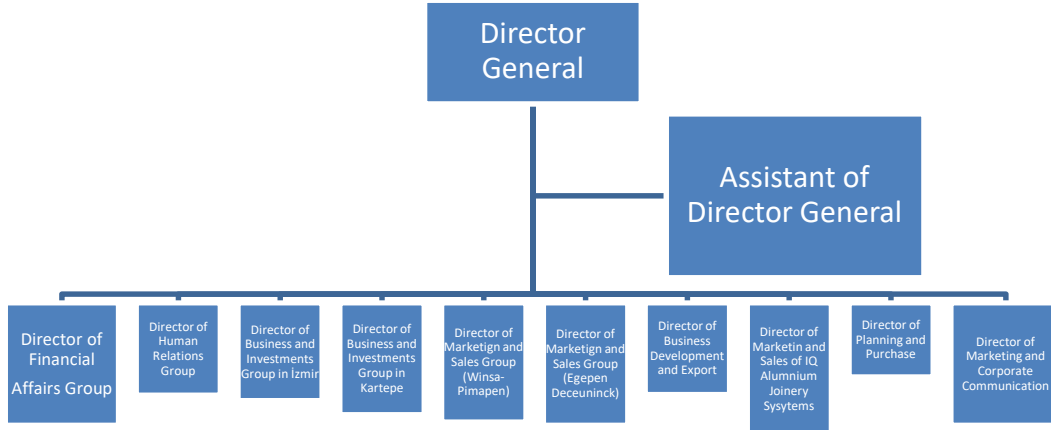 Director
General
Assistant of
Director General
Director of
Financial
Affairs Group
Director of
Human
Relations
Group
Director of
Business and
Investments
Group in İzmir
Director of
Business and
Investments
Group in
Kartepe
Director of
Marketign and
Sales Group
(Winsa-
Pimapen)
Director of
Marketign and
Sales Group
(Egepen
Deceuninck)
Director of
Business
Development
and Export
Director of
Marketin and
Sales of IQ
Alumnium
Joinery
Sysytems
Director of
Planning and
Purchase
Director of
Marketing and
Corporate
Communication